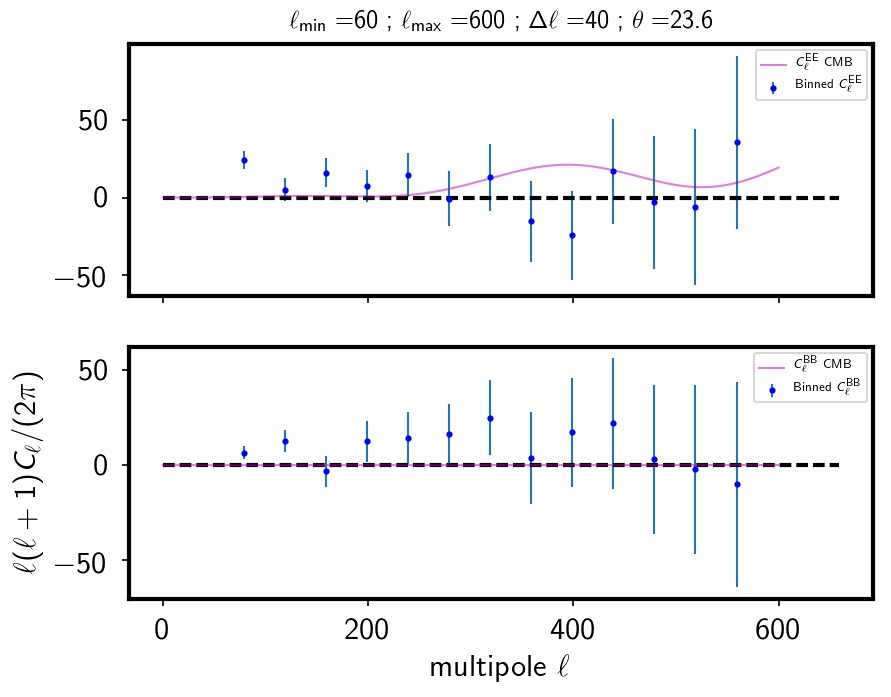 ℓmin =60 ; ℓmax =600 ; Δℓ =40 ; θ =23.6
C_ℓ^EE CMB
Binned C_ℓ^EE
50
0
−50
C_ℓ^BB CMB
Binned C_ℓ^BB
50
0
−50
ℓ(ℓ + 1)C_ℓ/(2π)
0 200 400 600
multipole ℓ